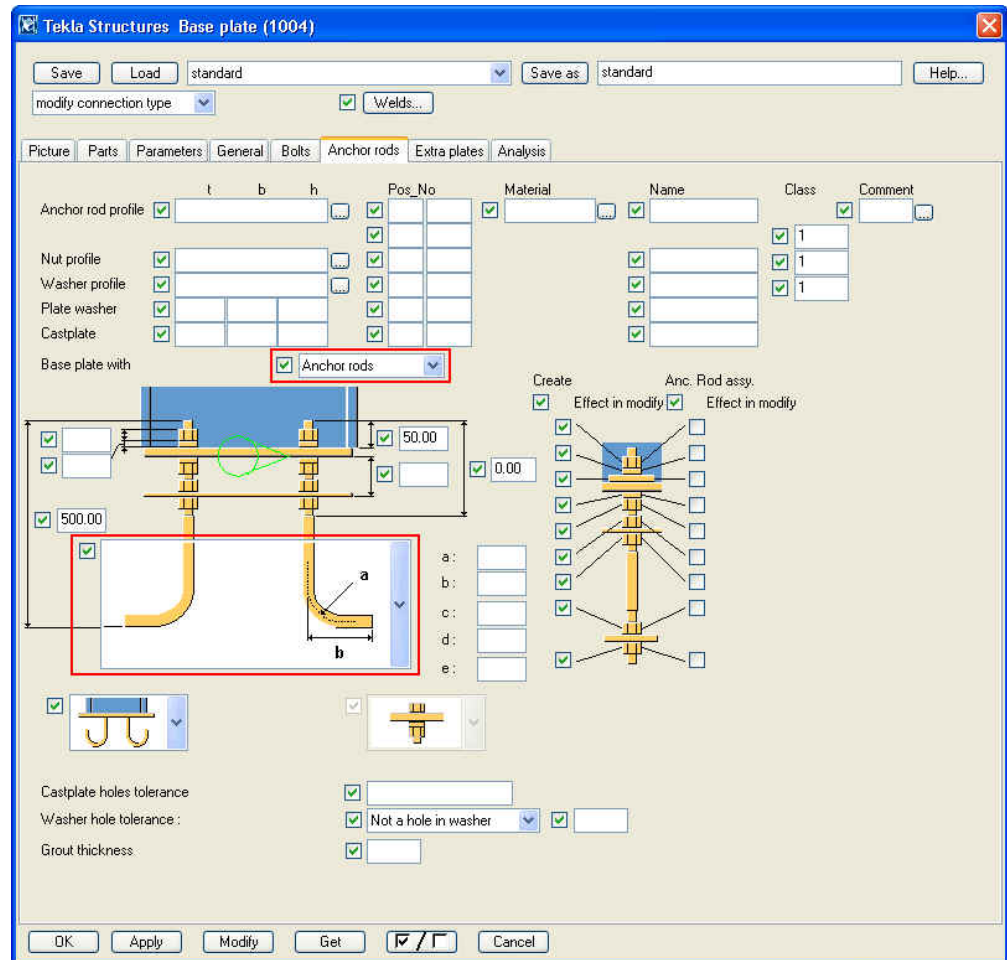 Tekla Structures Base plate (1004)
Save Load standard Save as standard Help...
modify connection type Welds...
Picture Parts Parameters General Bolts Anchor rods Extra plates Analysis
t b h Pos_No Material Name Class Comment
Anchor rod profile ... ... ...
1
Nut profile ... 1
Washer profile ... 1
Plate washer
Castplate
Base plate with Anchor rods
Create Anc. Rod assy.
Effect in modify Effect in modify
50.00
0.00
500.00
a
b
a :
b :
c :
d :
e :
Castplate holes tolerance
Washer hole tolerance : Not a hole in washer
Grout thickness
OK Apply Modify Get / Cancel